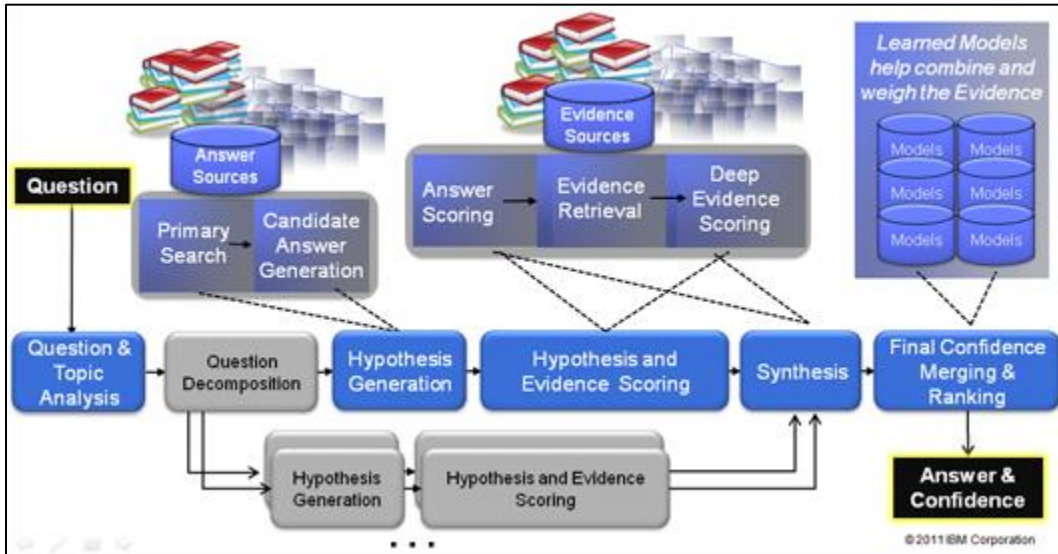 Learned Models
help combine and
weigh the Evidence
Answer
Sources
Evidence
Sources
Models
Models
Models
Models
Models
Models
Question
Primary
Search
Candidate
Answer
Generation
Answer
Scoring
Evidence
Retrieval
Deep
Evidence
Scoring
Question &
Topic
Analysis
Question
Decomposition
Hypothesis
Generation
Hypothesis and
Evidence Scoring
Synthesis
Final Confidence
Merging &
Ranking
Hypothesis
Generation
Hypothesis and Evidence
Scoring
Answer &
Confidence
. . .
©2011 IBM Corporation